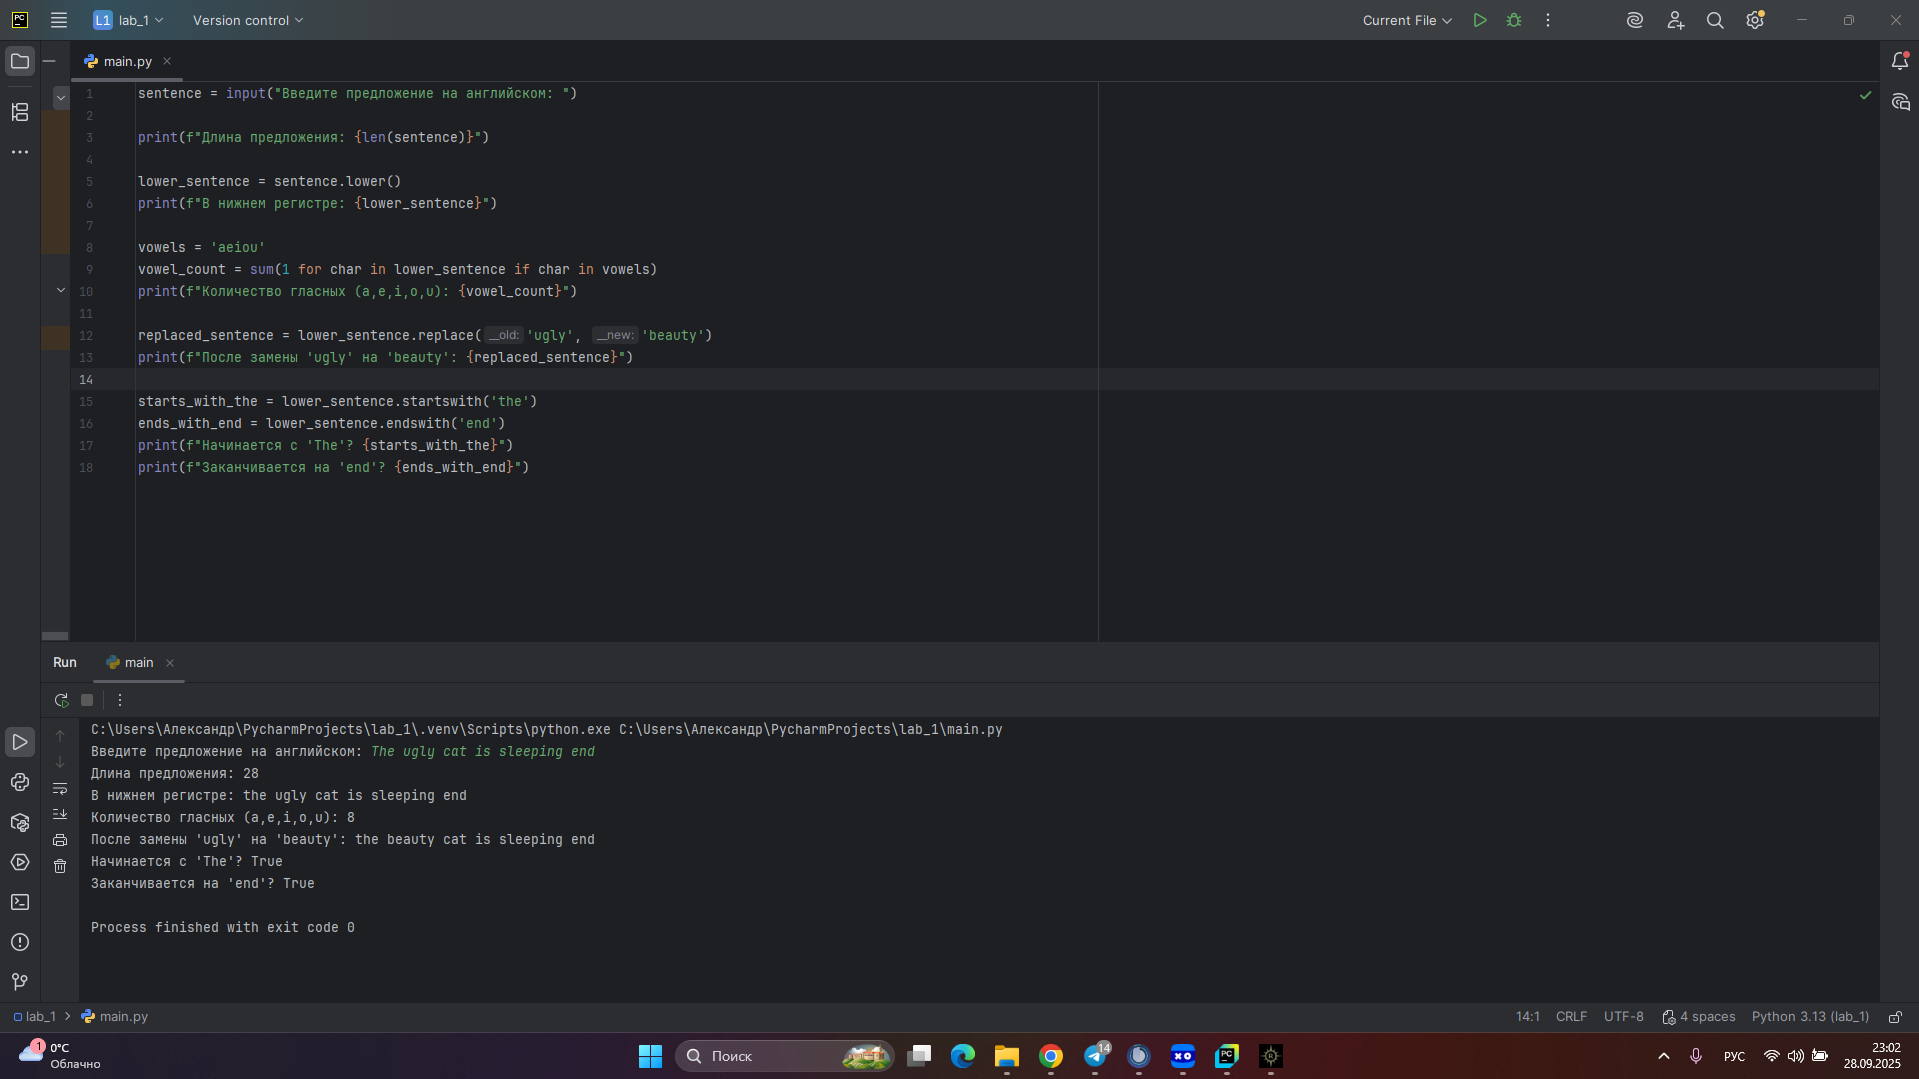 L1 lab_1 Version control Current File
main.py
1 sentence = input("Введите предложение на английском: ")
2
3 print(f"Длина предложения: {len(sentence)}")
4
5 lower_sentence = sentence.lower()
6 print(f"В нижнем регистре: {lower_sentence}")
7
8 vowels = 'aeiou'
9 vowel_count = sum(1 for char in lower_sentence if char in vowels)
10 print(f"Количество гласных (a,e,i,o,u): {vowel_count}")
11
12 replaced_sentence = lower_sentence.replace( __old: 'ugly', __new: 'beauty')
13 print(f"После замены 'ugly' на 'beauty': {replaced_sentence}")
14
15 starts_with_the = lower_sentence.startswith('the')
16 ends_with_end = lower_sentence.endswith('end')
17 print(f"Начинается с 'The'? {starts_with_the}")
18 print(f"Заканчивается на 'end'? {ends_with_end}")
Run main
C:\Users\Александр\PycharmProjects\lab_1\.venv\Scripts\python.exe C:\Users\Александр\PycharmProjects\lab_1\main.py
Введите предложение на английском: The ugly cat is sleeping end
Длина предложения: 28
В нижнем регистре: the ugly cat is sleeping end
Количество гласных (a,e,i,o,u): 8
После замены 'ugly' на 'beauty': the beauty cat is sleeping end
Начинается с 'The'? True
Заканчивается на 'end'? True
Process finished with exit code 0
lab_1 main.py 14:1 CRLF UTF-8 4 spaces Python 3.13 (lab_1)
1 0°C
Облачно
Поиск
14
РУС
23:02
28.09.2025